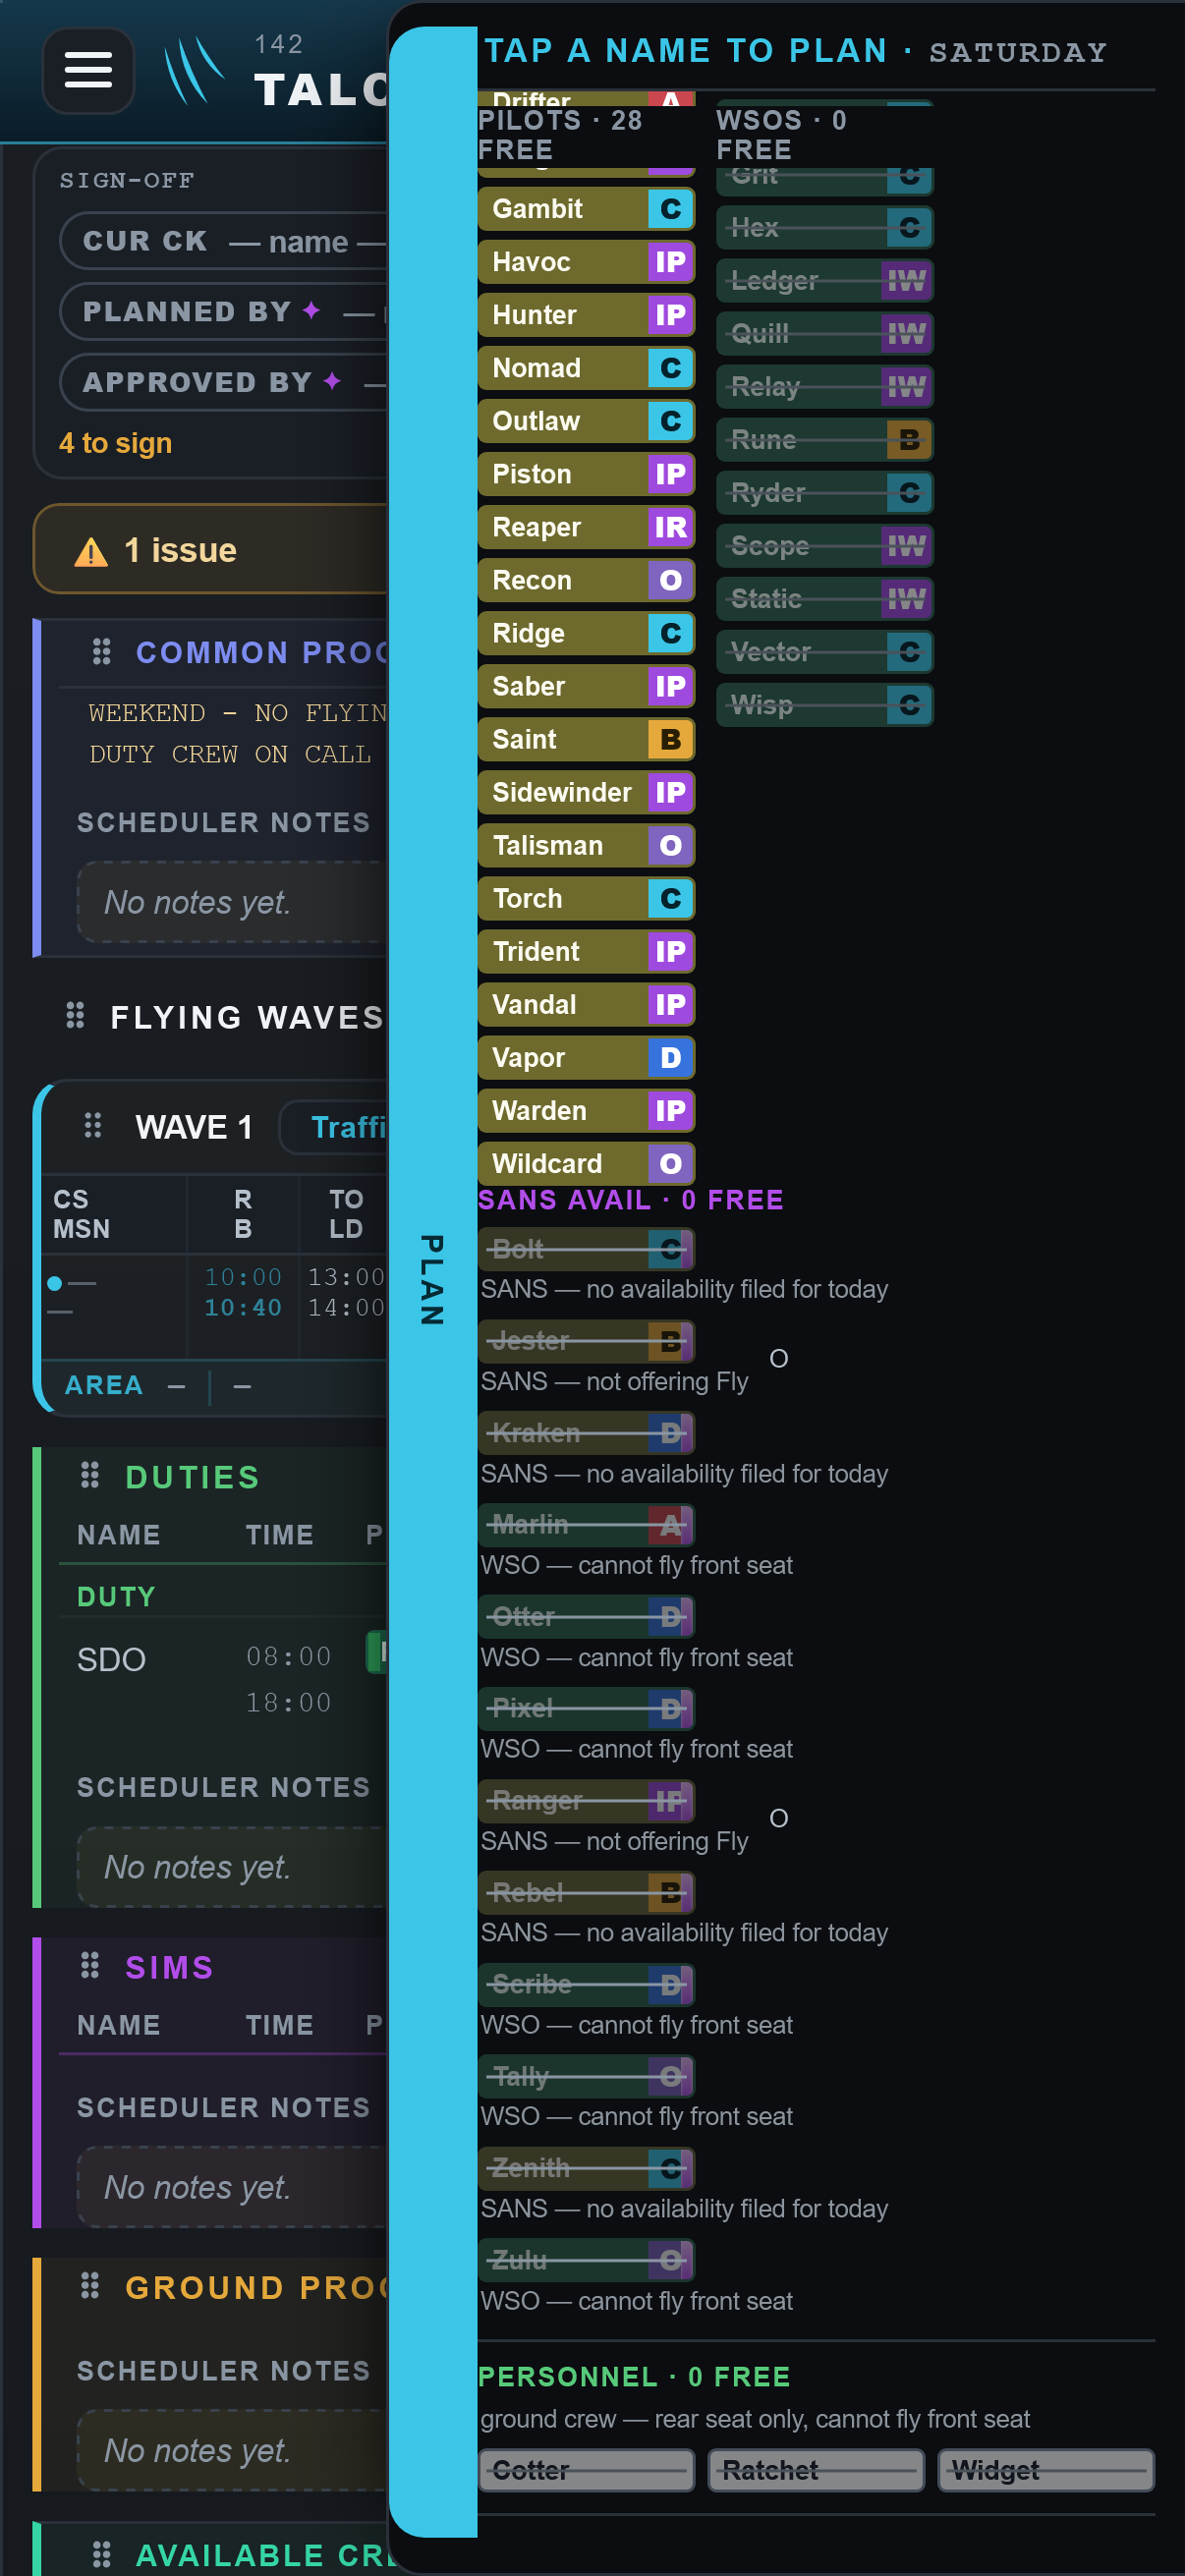 142
TALO
SIGN-OFF
CUR CK — name —
PLANNED BY ✦ —
APPROVED BY ✦ —
4 to sign
1 issue
COMMON PROC
WEEKEND - NO FLYIN
DUTY CREW ON CALL
SCHEDULER NOTES
No notes yet.
FLYING WAVES
WAVE 1 Traffi
CS R TO
MSN B LD
— 10:00 13:00
— 10:40 14:00
AREA — | —
DUTIES
NAME TIME P
DUTY
SDO 08:00
18:00
SCHEDULER NOTES
No notes yet.
SIMS
NAME TIME P
SCHEDULER NOTES
No notes yet.
GROUND PROC
SCHEDULER NOTES
No notes yet.
AVAILABLE CRE
PLAN
TAP A NAME TO PLAN · SATURDAY
Drifter A
PILOTS · 28 FREE
Gambit C
Havoc IP
Hunter IP
Nomad C
Outlaw C
Piston IP
Reaper IR
Recon O
Ridge C
Saber IP
Saint B
Sidewinder IP
Talisman O
Torch C
Trident IP
Vandal IP
Vapor D
Warden IP
Wildcard O
WSOS · 0 FREE
Grit C
Hex C
Ledger IW
Quill IW
Relay IW
Rune B
Ryder C
Scope IW
Static IW
Vector C
Wisp C
SANS AVAIL · 0 FREE
Bolt C
SANS — no availability filed for today
Jester B O
SANS — not offering Fly
Kraken D
SANS — no availability filed for today
Marlin A
WSO — cannot fly front seat
Otter D
WSO — cannot fly front seat
Pixel D
WSO — cannot fly front seat
Ranger IP O
SANS — not offering Fly
Rebel B
SANS — no availability filed for today
Scribe D
WSO — cannot fly front seat
Tally O
WSO — cannot fly front seat
Zenith C
SANS — no availability filed for today
Zulu O
WSO — cannot fly front seat
PERSONNEL · 0 FREE
ground crew — rear seat only, cannot fly front seat
Cotter Ratchet Widget